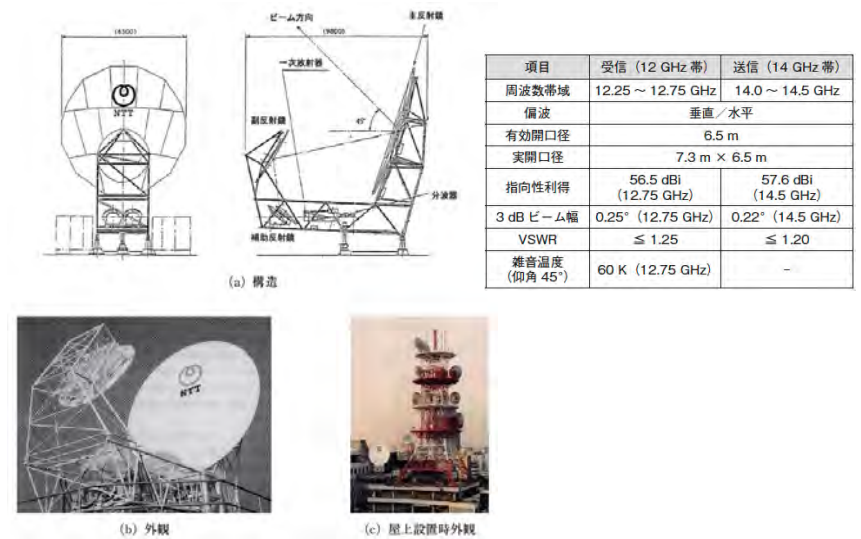 (8300)
NTT
ビーム方向
主反射鏡
(9800)
一次放射器
副反射鏡
45°
分波器
補助反射鏡
(a) 構造
項目 受信（12 GHz 帯） 送信（14 GHz 帯）
周波数帯域 12.25 ～ 12.75 GHz 14.0 ～ 14.5 GHz
偏波 垂直／水平
有効開口径 6.5 m
実開口径 7.3 m × 6.5 m
指向性利得 56.5 dBi (12.75 GHz) 57.6 dBi (14.5 GHz)
3 dB ビーム幅 0.25°（12.75 GHz） 0.22°（14.5 GHz）
VSWR ≦ 1.25 ≦ 1.20
雑音温度 (仰角 45°) 60 K（12.75 GHz） －
NTT
(b) 外観
(c) 屋上設置時外観